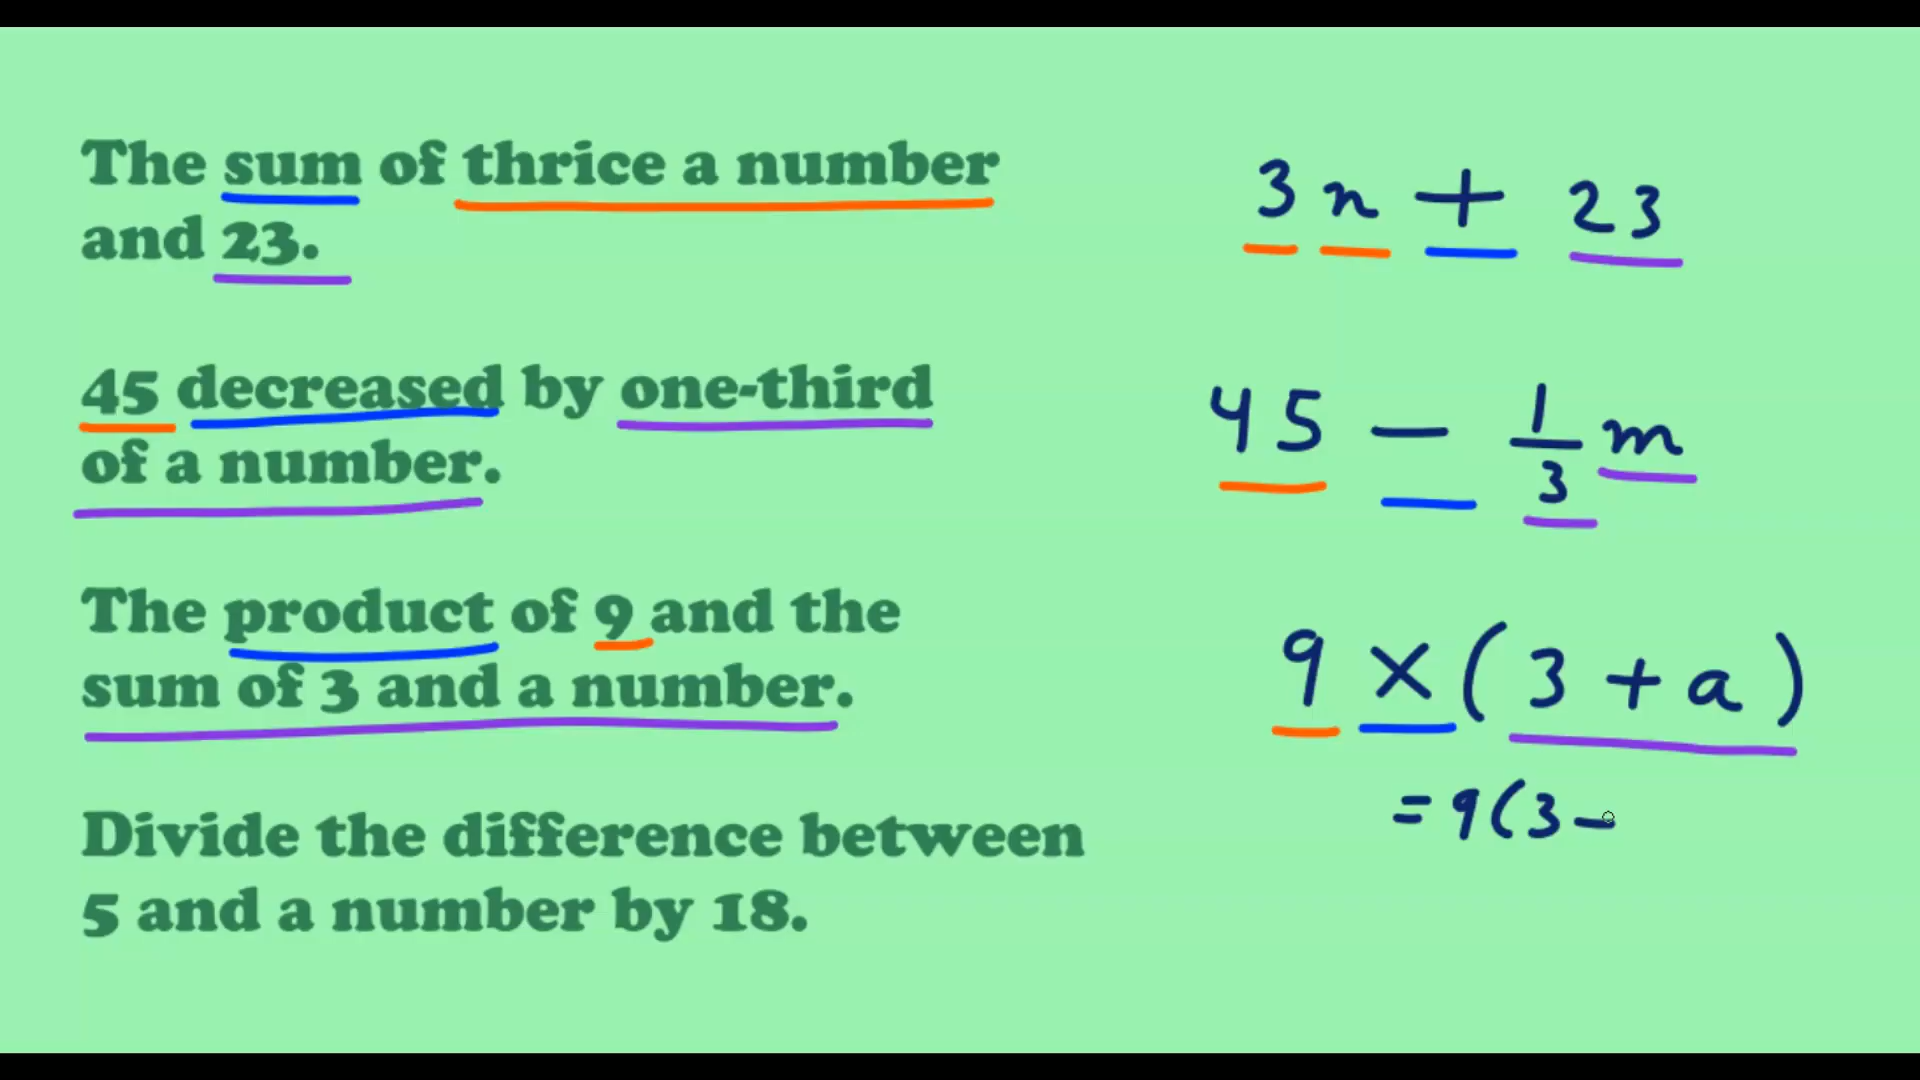 The sum of thrice a number
and 23.
3n + 23
45 decreased by one-third
of a number.
45 — 1/3 m
The product of 9 and the
sum of 3 and a number.
9 × (3 + a)
= 9(3 –
Divide the difference between
5 and a number by 18.